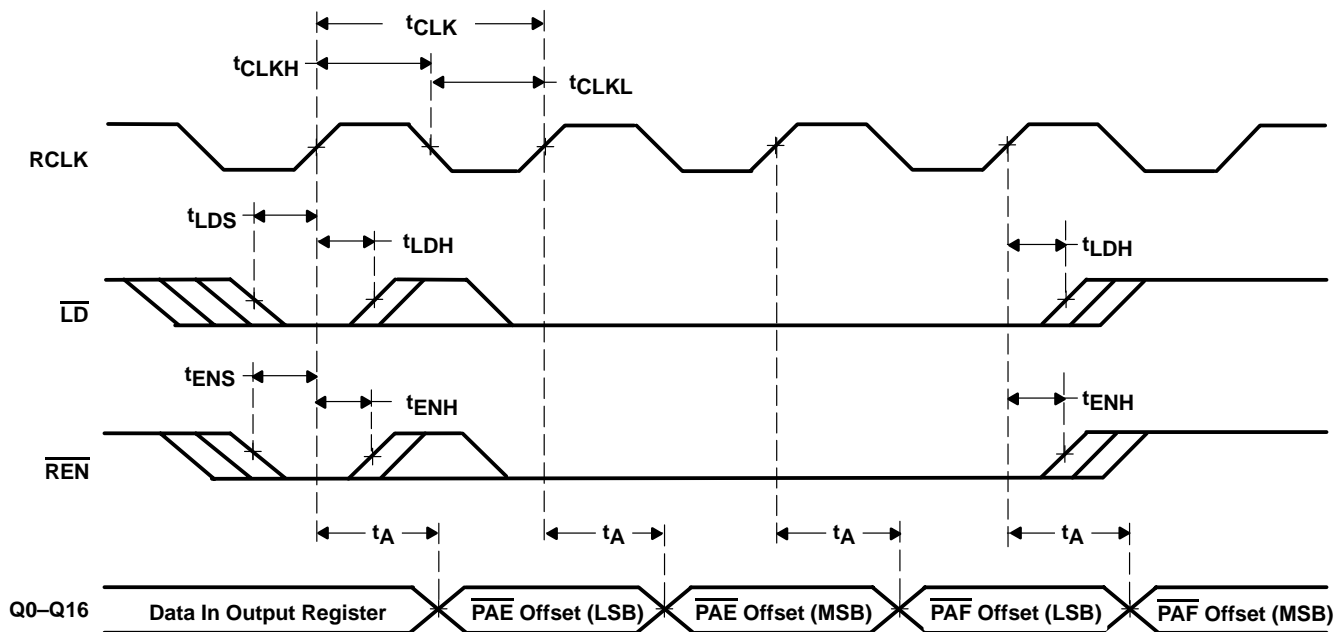 tCLK
tCLKH
tCLKL
RCLK
tLDS
tLDH
tLDH
LD
tENS
tENH
tENH
REN
tA
tA
tA
tA
Q0–Q16
Data In Output Register
PAE Offset (LSB)
PAE Offset (MSB)
PAF Offset (LSB)
PAF Offset (MSB)